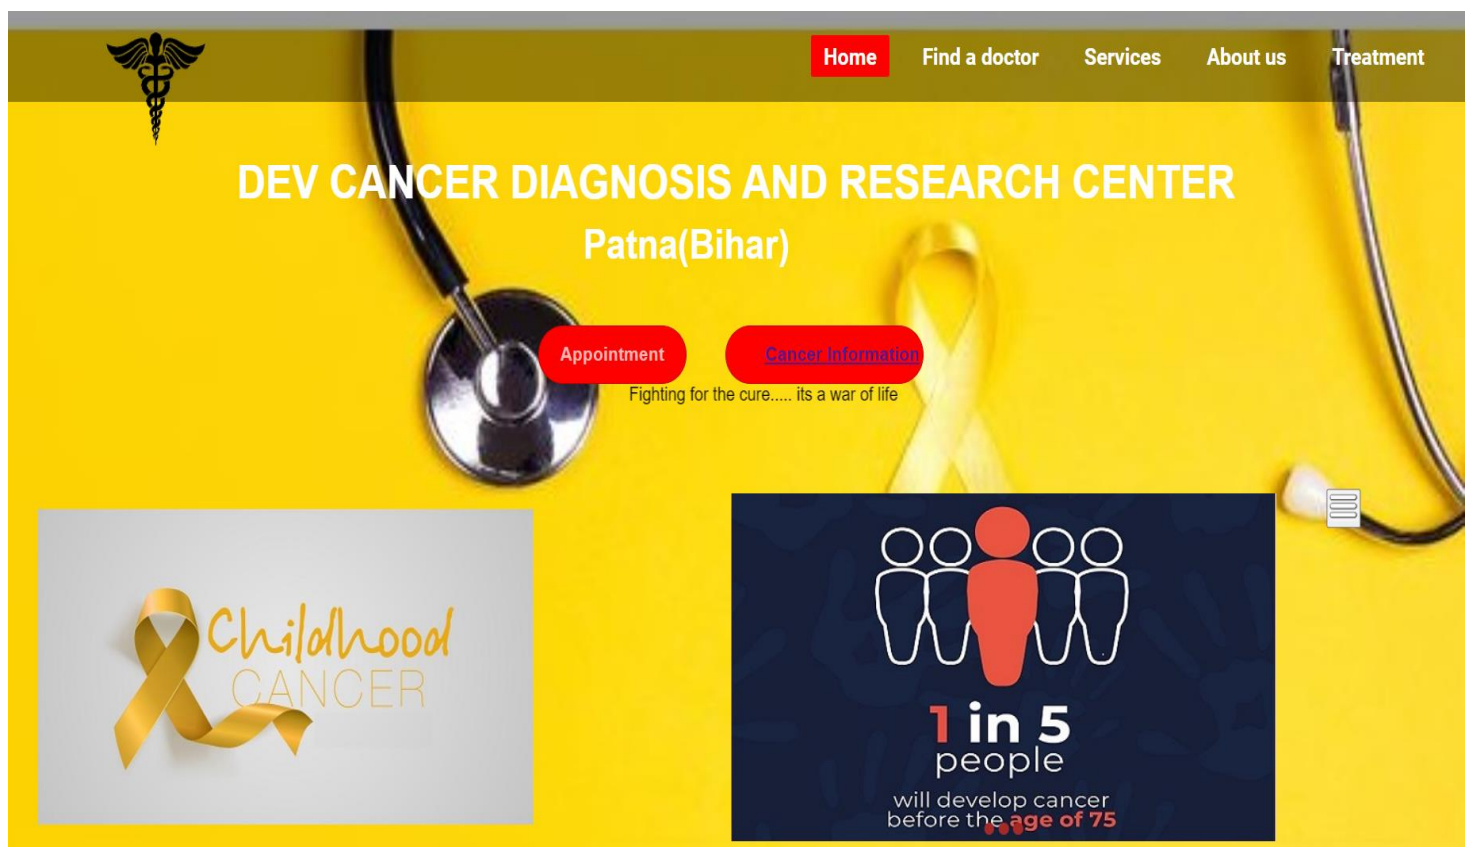 Home Find a doctor Services About us Treatment
DEV CANCER DIAGNOSIS AND RESEARCH CENTER
Patna(Bihar)
Appointment Cancer Information
Fighting for the cure..... its a war of life
Childhood
CANCER
1 in 5
people
will develop cancer
before the age of 75